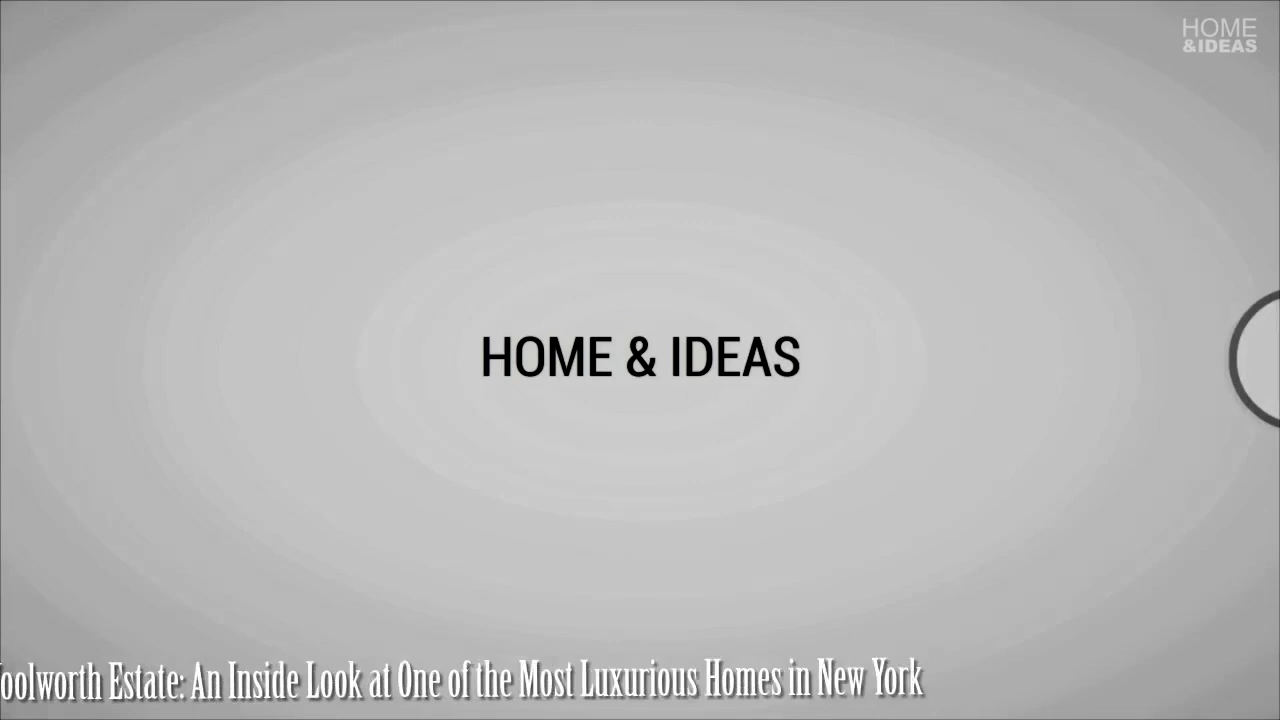 HOME
&IDEAS
HOME & IDEAS
oolworth Estate: An Inside Look at One of the Most Luxurious Homes in New York